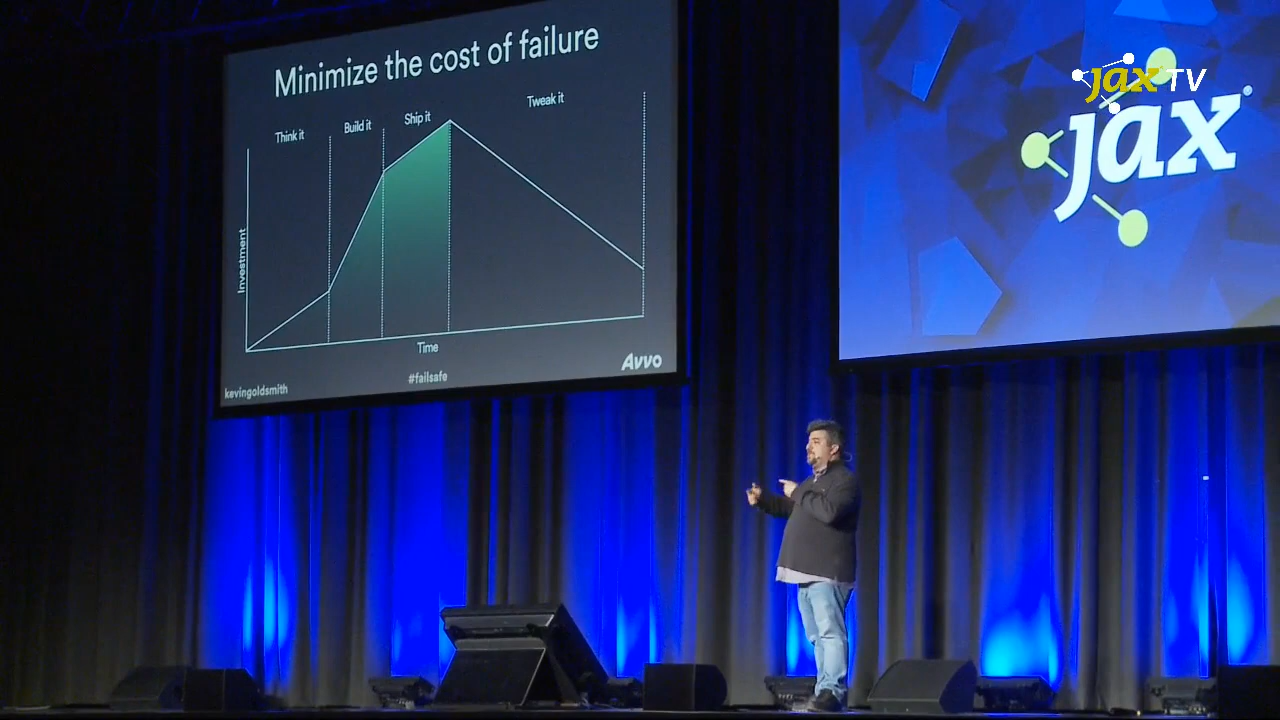 Minimize the cost of failure
Think it
Build it
Ship it
Tweak it
Investment
Time
kevingoldsmith
#failsafe
Avvo
jax TV
jax®